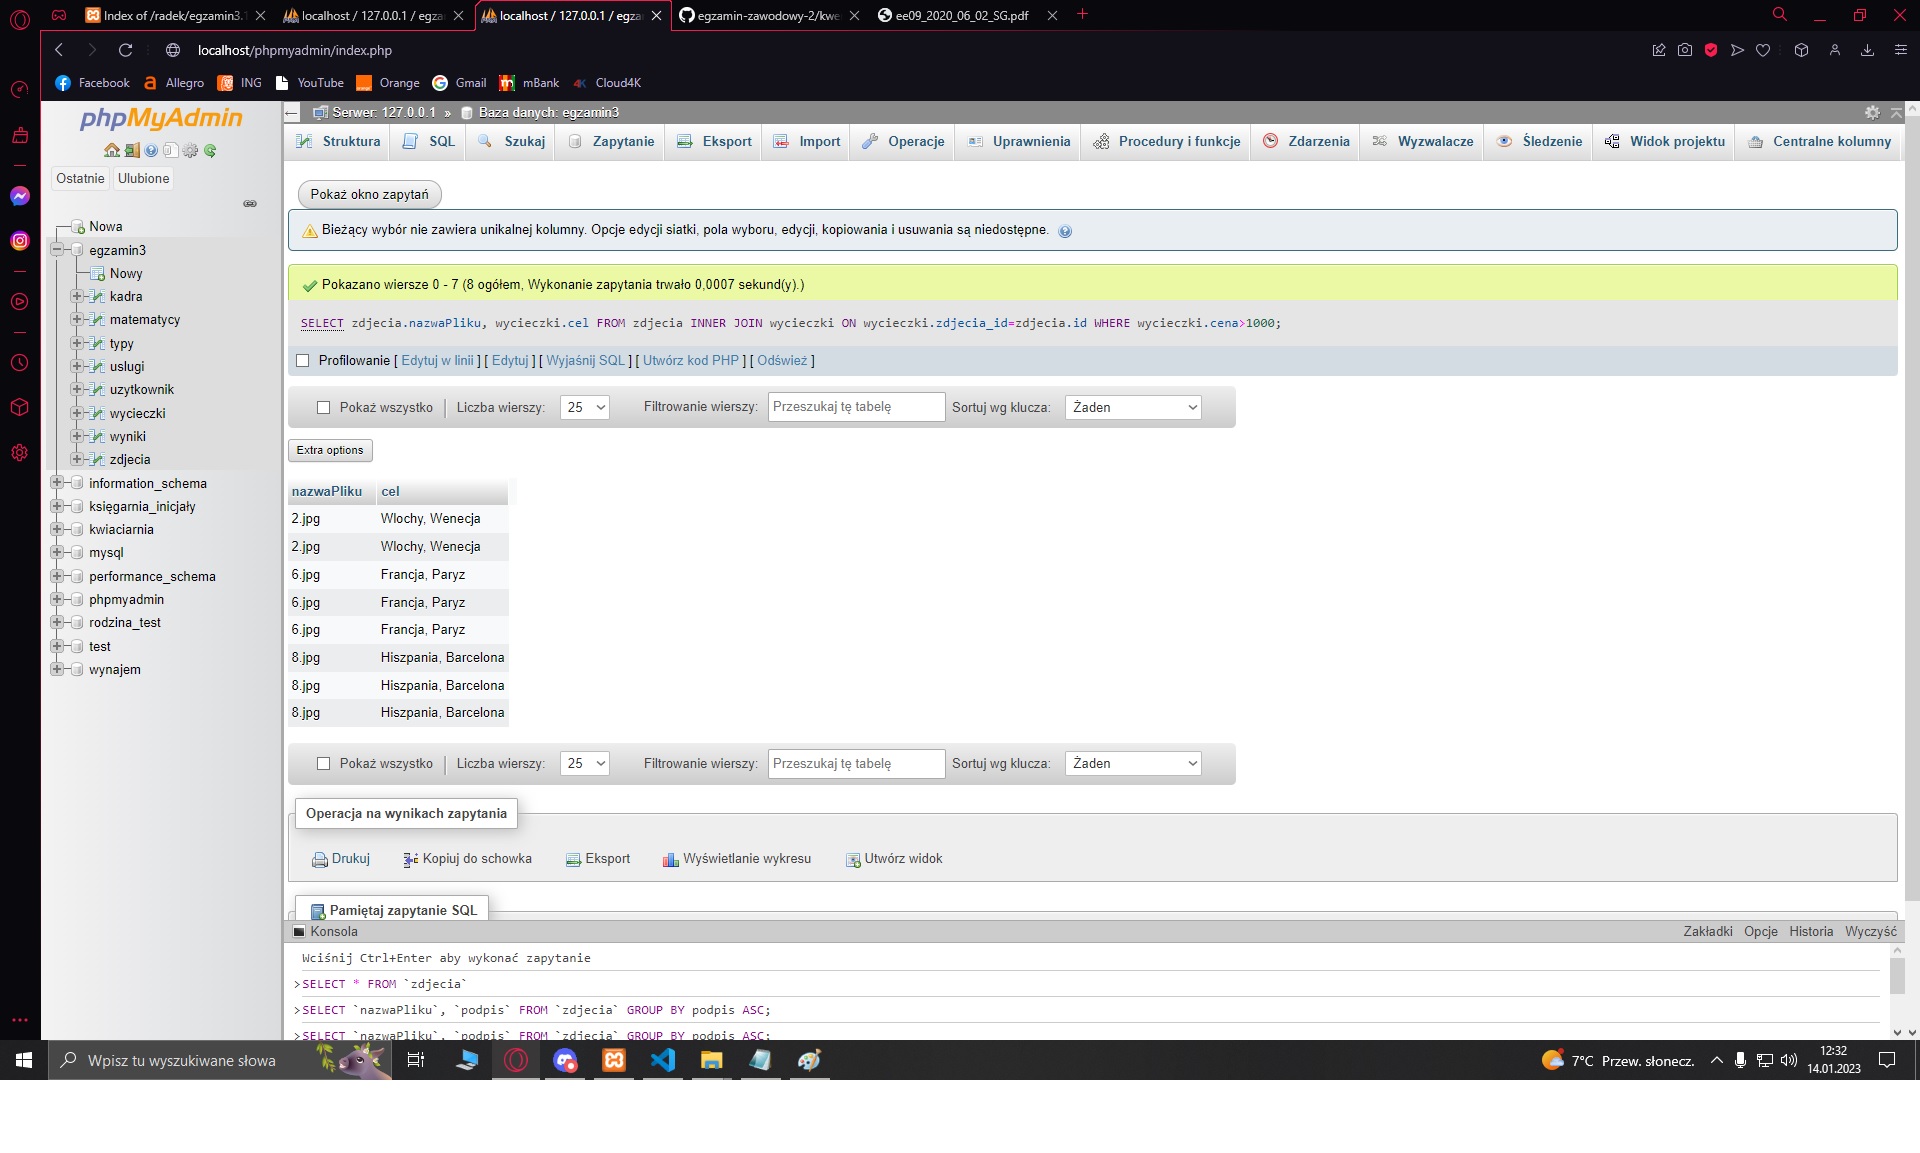 Index of /radek/egzamin3.
localhost / 127.0.0.1 / egza
localhost / 127.0.0.1 / egza
egzamin-zawodowy-2/kwe
ee09_2020_06_02_SG.pdf
localhost/phpmyadmin/index.php
Facebook
Allegro
ING
YouTube
Orange
Gmail
mBank
4K Cloud4K
phpMyAdmin
Ostatnie Ulubione
Nowa
egzamin3
Nowy
kadra
matematycy
typy
uslugi
uzytkownik
wycieczki
wyniki
zdjecia
information_schema
księgarnia_inicjały
kwiaciarnia
mysql
performance_schema
phpmyadmin
rodzina_test
test
wynajem
Serwer: 127.0.0.1 » Baza danych: egzamin3
Struktura SQL Szukaj Zapytanie Eksport Import Operacje Uprawnienia Procedury i funkcje Zdarzenia Wyzwalacze Śledzenie Widok projektu Centralne kolumny
Pokaż okno zapytań
Bieżący wybór nie zawiera unikalnej kolumny. Opcje edycji siatki, pola wyboru, edycji, kopiowania i usuwania są niedostępne.
Pokazano wiersze 0 - 7 (8 ogółem, Wykonanie zapytania trwało 0,0007 sekund(y).)
SELECT zdjecia.nazwaPliku, wycieczki.cel FROM zdjecia INNER JOIN wycieczki ON wycieczki.zdjecia_id=zdjecia.id WHERE wycieczki.cena>1000;
Profilowanie [ Edytuj w linii ] [ Edytuj ] [ Wyjaśnij SQL ] [ Utwórz kod PHP ] [ Odśwież ]
Pokaż wszystko | Liczba wierszy: 25 Filtrowanie wierszy: Przeszukaj tę tabelę Sortuj wg klucza: Żaden
Extra options
nazwaPliku cel
2.jpg Wlochy, Wenecja
2.jpg Wlochy, Wenecja
6.jpg Francja, Paryz
6.jpg Francja, Paryz
6.jpg Francja, Paryz
8.jpg Hiszpania, Barcelona
8.jpg Hiszpania, Barcelona
8.jpg Hiszpania, Barcelona
Pokaż wszystko | Liczba wierszy: 25 Filtrowanie wierszy: Przeszukaj tę tabelę Sortuj wg klucza: Żaden
Operacja na wynikach zapytania
Drukuj Kopiuj do schowka Eksport Wyświetlanie wykresu Utwórz widok
Pamiętaj zapytanie SQL
Konsola Zakładki Opcje Historia Wyczyść
Wciśnij Ctrl+Enter aby wykonać zapytanie
>SELECT * FROM `zdjecia`
>SELECT `nazwaPliku`, `podpis` FROM `zdjecia` GROUP BY podpis ASC;
>SELECT `nazwaPliku`, `podpis` FROM `zdjecia` GROUP BY podpis ASC;
Wpisz tu wyszukiwane słowa
7°C Przew. słonecz.
12:32
14.01.2023